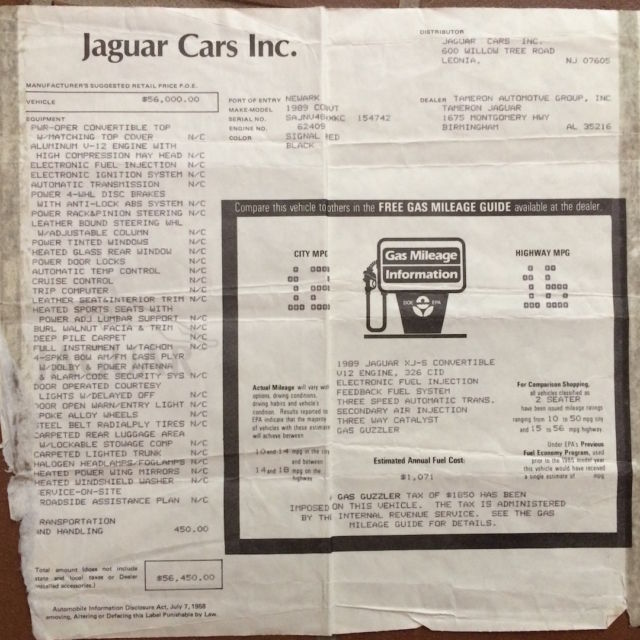 Jaguar Cars Inc.
DISTRIBUTOR
JAGUAR CARS INC.
600 WILLOW TREE ROAD
LEONIA, NJ 07605
MANUFACTURER'S SUGGESTED RETAIL PRICE P.O.E.
VEHICLE $56,000.00
PORT OF ENTRY NEWARK
MAKE-MODEL 1989 CONVT
SERIAL NO. 154742
ENGINE NO. 62409
COLOR SIGNAL RED
BLACK
DEALER TAMERON AUTOMOTVE GROUP, INC
TAMERON JAGUAR
1675 MONTGOMERY HWY
BIRMINGHAM AL 35216
EQUIPMENT
PWR-OPER CONVERTIBLE TOP
W/MATCHING TOP COVER N/C
ALUMINUM V-12 ENGINE WITH
HIGH COMPRESSION MAY HEAD N/C
ELECTRONIC FUEL INJECTION N/C
ELECTRONIC IGNITION SYSTEM N/C
AUTOMATIC TRANSMISSION N/C
POWER 4-WHL DISC BRAKES
WITH ANTI-LOCK ABS SYSTEM N/C
POWER RACK&PINION STEERING N/C
LEATHER BOUND STEERING WHL
W/ADJUSTABLE COLUMN N/C
POWER TINTED WINDOWS N/C
HEATED GLASS REAR WINDOW N/C
POWER DOOR LOCKS N/C
AUTOMATIC TEMP CONTROL N/C
CRUISE CONTROL N/C
TRIP COMPUTER N/C
LEATHER SEAT&INTERIOR TRIM N/C
HEATED SPORTS SEATS WITH
POWER ADJ LUMBAR SUPPORT N/C
BURL WALNUT FACIA & TRIM N/C
DEEP PILE CARPET N/C
FULL INSTRUMENT W/TACHOM N/C
4-SPKR 80W AM/FM CASS PLYR
W/DOLBY & POWER ANTENNA
& ALARM/CODE SECURITY SYS N/C
DOOR OPERATED COURTESY
LIGHTS W/DELAYED OFF N/C
DOOR OPEN WARN/ENTRY LIGHT N/C
POKE ALLOY WHEELS N/C
STEEL BELT RADIALPLY TIRES N/C
CARPETED REAR LUGGAGE AREA
W/LOCKABLE STOWAGE COMP N/C
CARPETED LIGHTED TRUNK N/C
HALOGEN HEADLAMPS/FOGLAMPS N/C
HEATED POWER WING MIRRORS N/C
HEATED WINDSHIELD WASHER N/C
ERVICE-ON-SITE
ROADSIDE ASSISTANCE PLAN N/C
RANSPORTATION
ND HANDLING 450.00
Total amount (does not include
state and local taxes or Dealer
installed accessories.) $56,450.00
Automobile Information Disclosure Act, July 7, 1958
emoving, Altering or Defacing this Label Punishable by Law.
Compare this vehicle to others in the FREE GAS MILEAGE GUIDE available at the dealer.
CITY MPG
Gas Mileage
Information
DOE EPA
HIGHWAY MPG
1989 JAGUAR XJ-S CONVERTIBLE
V12 ENGINE, 326 CID
ELECTRONIC FUEL INJECTION
FEEDBACK FUEL SYSTEM
THREE SPEED AUTOMATIC TRANS.
SECONDARY AIR INJECTION
THREE WAY CATALYST
GAS GUZZLER
Actual Mileage will vary with
options, driving conditions,
driving habits and vehicle's
condition. Results reported to
EPA indicate that the majority
of vehicles with these estimates
will achieve between
10 and 14 mpg in the city
and between
14 and 18 mpg on the
highway
Estimated Annual Fuel Cost:
$1,071
For Comparison Shopping,
all vehicles classified as
2 SEATER
have been issued mileage ratings
ranging from 10 to 50 mpg city
and 15 to 56 mpg highway.
Under EPA's Previous
Fuel Economy Program, used
prior to the 1985 model year
this vehicle would have received
a single estimate of mpg
A GAS GUZZLER TAX OF $1850 HAS BEEN
IMPOSED ON THIS VEHICLE. THE TAX IS ADMINISTERED
BY THE INTERNAL REVENUE SERVICE. SEE THE GAS
MILEAGE GUIDE FOR DETAILS.